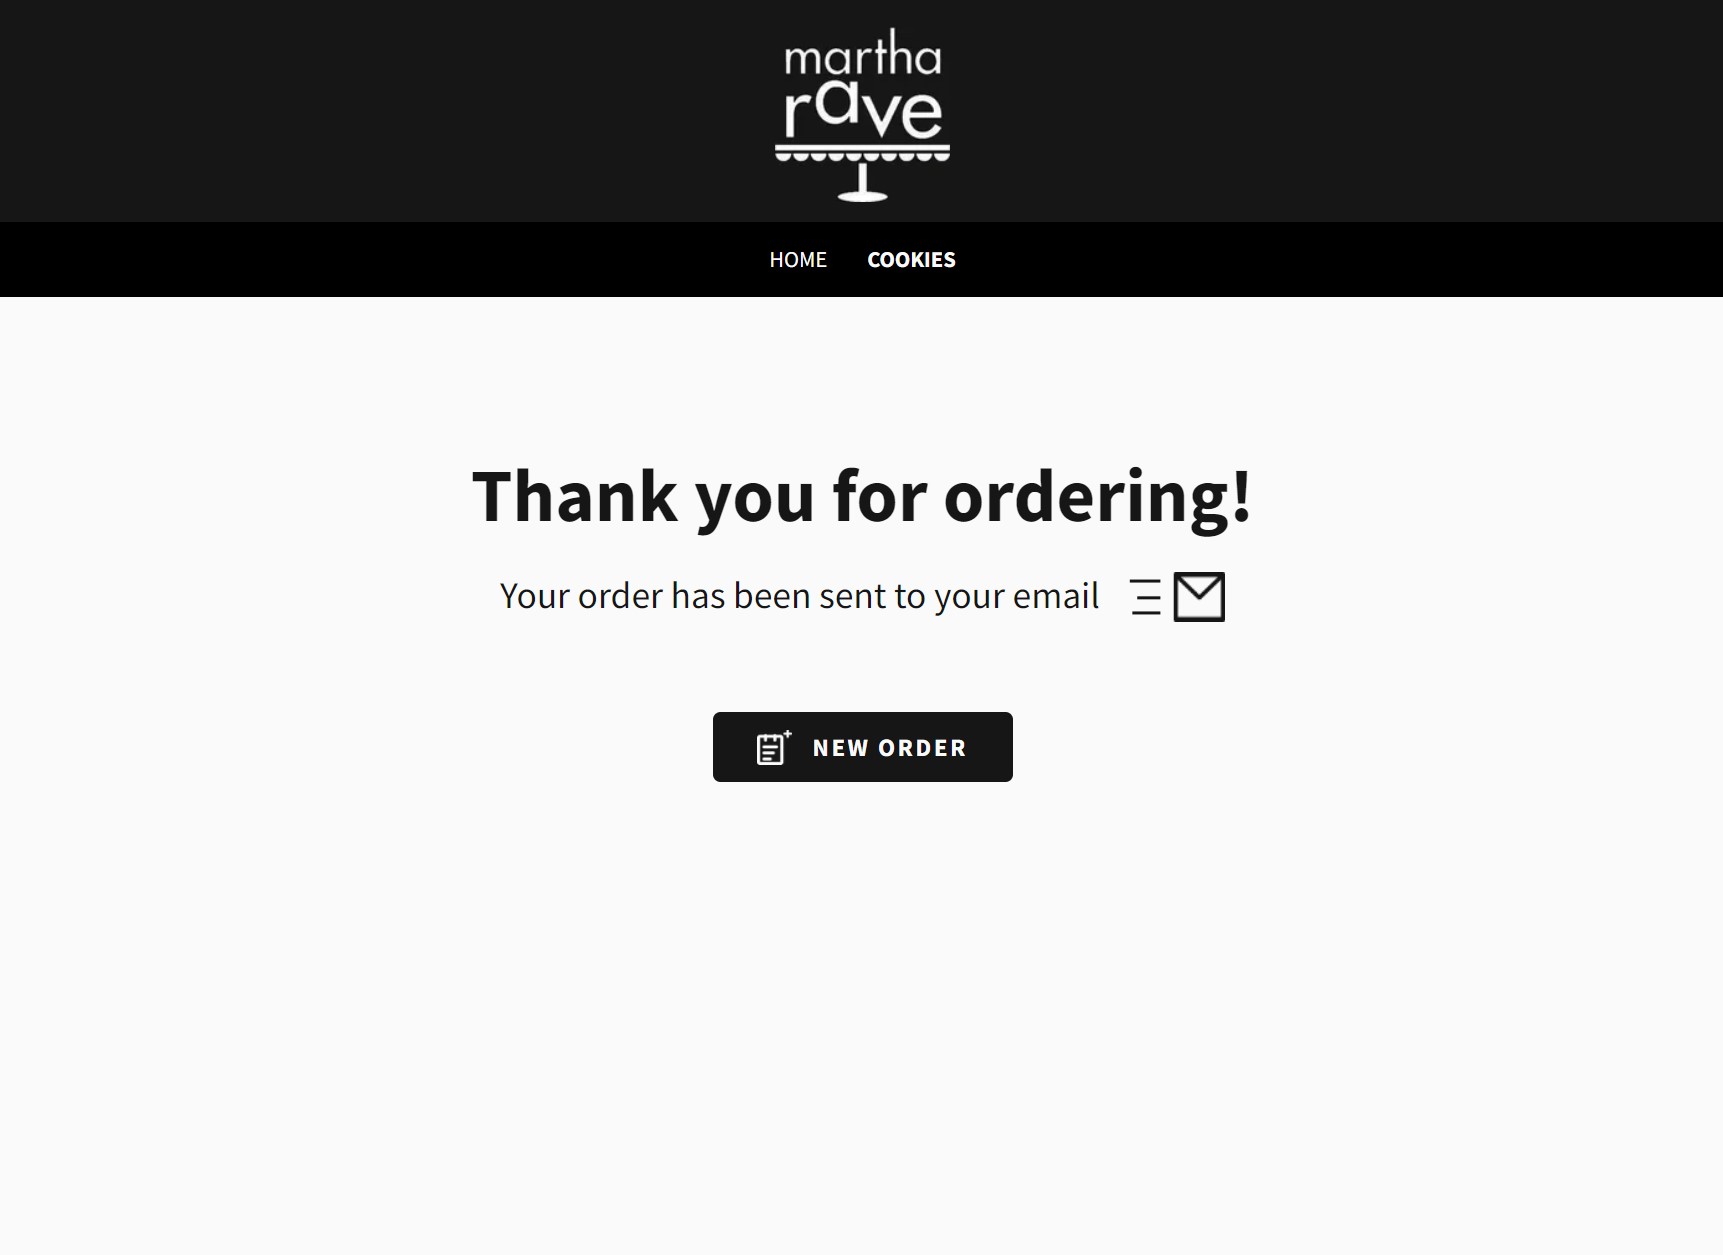 martha
rave
HOME COOKIES
Thank you for ordering!
Your order has been sent to your email
NEW ORDER